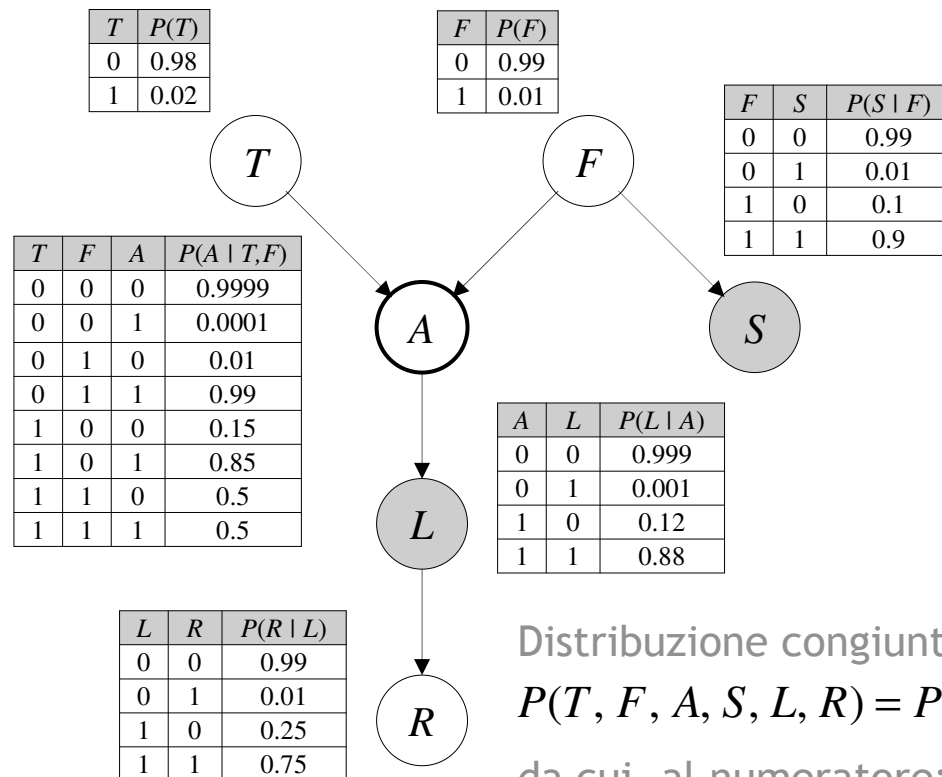 T P(T)
0 0.98
1 0.02
F P(F)
0 0.99
1 0.01
F S P(S | F)
0 0 0.99
0 1 0.01
1 0 0.1
1 1 0.9
T
F
T F A P(A | T,F)
0 0 0 0.9999
0 0 1 0.0001
0 1 0 0.01
0 1 1 0.99
1 0 0 0.15
1 0 1 0.85
1 1 0 0.5
1 1 1 0.5
A
S
A L P(L | A)
0 0 0.999
0 1 0.001
1 0 0.12
1 1 0.88
L
L R P(R | L)
0 0 0.99
0 1 0.01
1 0 0.25
1 1 0.75
R
Distribuzione congiunt
P(T, F, A, S, L, R) = P
da cui, al numeratore: